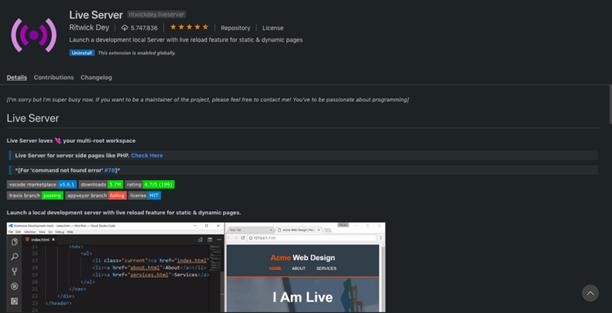 Live Server
ritwickdey.liveserver
Ritwick Dey
5.747.836
Repository
License
Launch a development local Server with live reload feature for static & dynamic pages
Uninstall
This extension is enabled globally.
Details
Contributions
Changelog
[I'm sorry but I'm super busy now. If you want to be a maintainer of the project, please feel free to contact me! You've to be passionate about programming]
Live Server
Live Server loves 💘 your multi-root workspace
Live Server for server side pages like PHP. Check Here
*[For 'command not found error' #78]*
vscode marketplace v5.6.1 downloads 5.7M rating 4.7/5 (196)
travis branch passing appveyor branch failing license MIT
Launch a local development server with live reload feature for static & dynamic pages.
index.html
<ul>
<li class="current"><a href="index.html"
<li><a href="about.html">About</a></li>
<li><a href="services.html">Services</a>
</ul>
</nav>
</div>
</header>
Acme Web Design
HOME ABOUT SERVICES
I Am Live